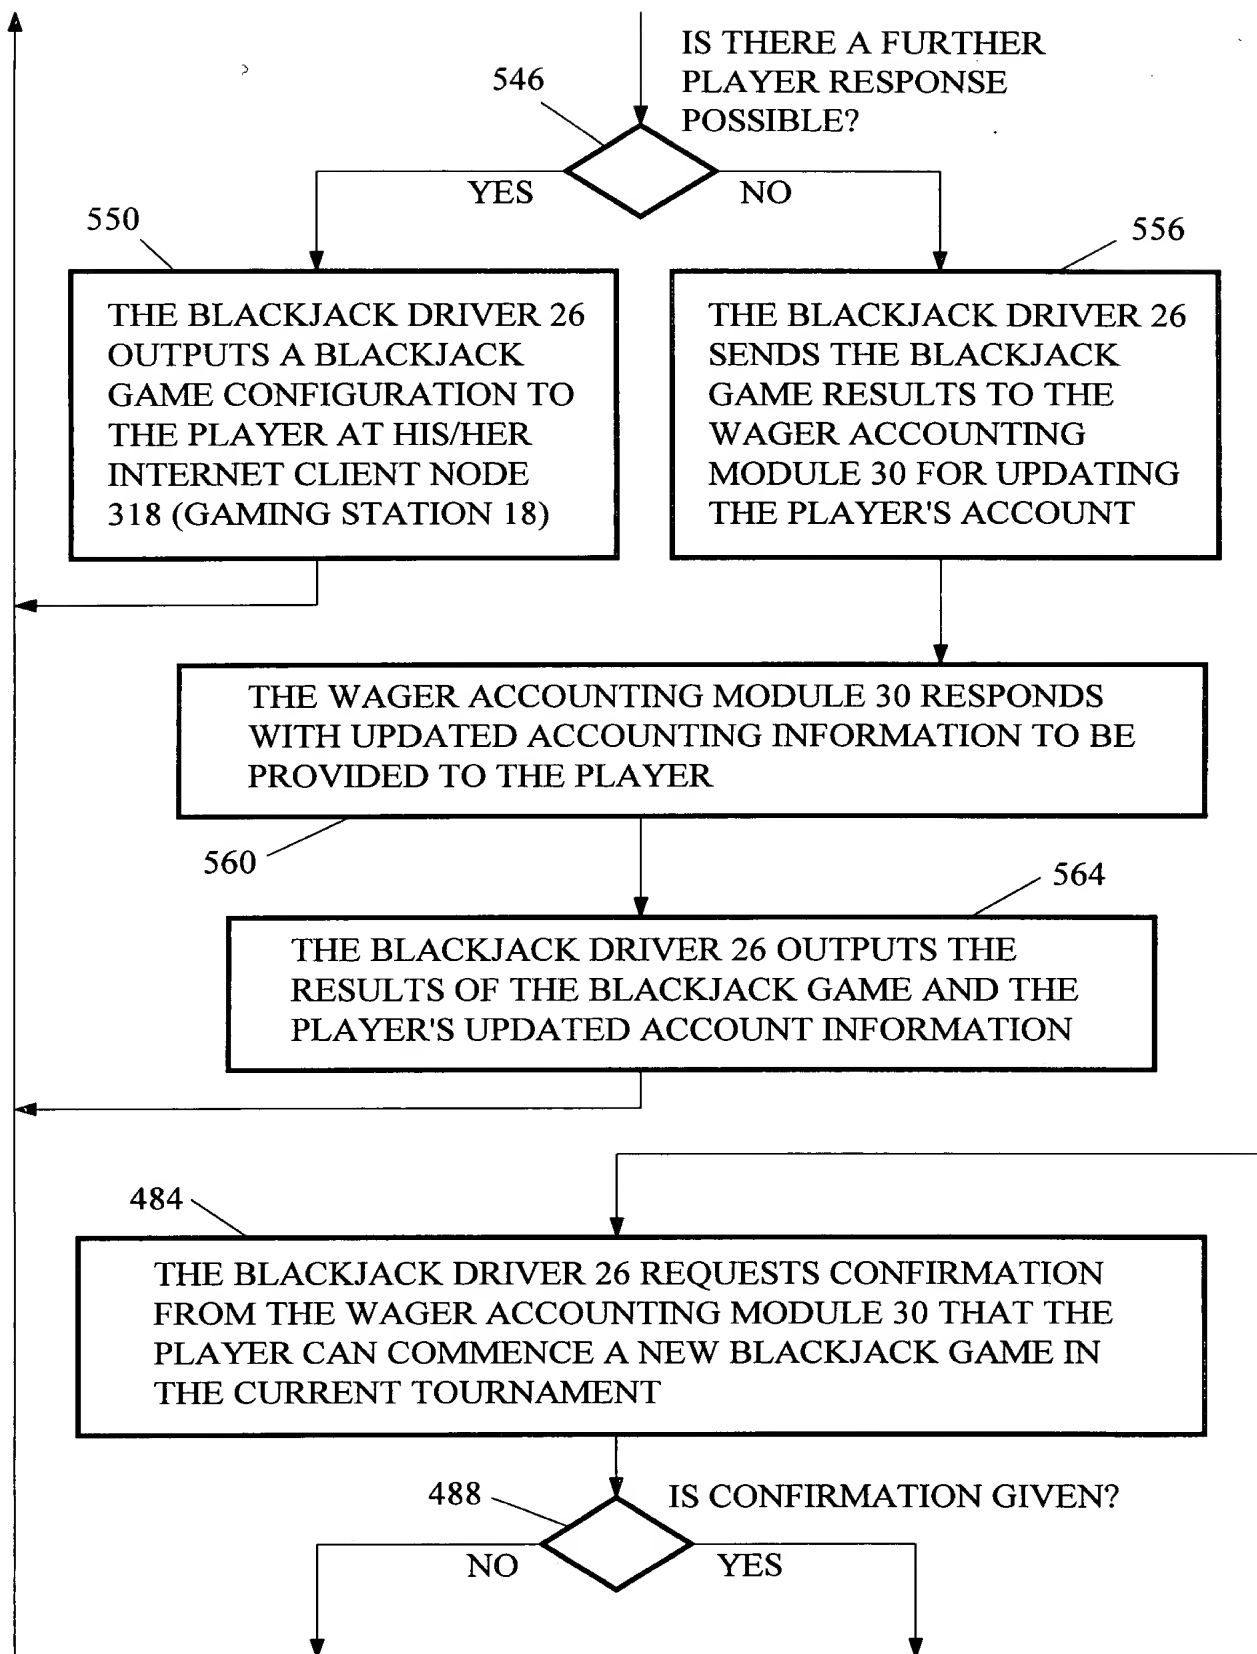 IS THERE A FURTHER
PLAYER RESPONSE
POSSIBLE?
546
YES
NO
550
556
THE BLACKJACK DRIVER 26
OUTPUTS A BLACKJACK
GAME CONFIGURATION TO
THE PLAYER AT HIS/HER
INTERNET CLIENT NODE
318 (GAMING STATION 18)
THE BLACKJACK DRIVER 26
SENDS THE BLACKJACK
GAME RESULTS TO THE
WAGER ACCOUNTING
MODULE 30 FOR UPDATING
THE PLAYER'S ACCOUNT
THE WAGER ACCOUNTING MODULE 30 RESPONDS
WITH UPDATED ACCOUNTING INFORMATION TO BE
PROVIDED TO THE PLAYER
560
564
THE BLACKJACK DRIVER 26 OUTPUTS THE
RESULTS OF THE BLACKJACK GAME AND THE
PLAYER'S UPDATED ACCOUNT INFORMATION
484
THE BLACKJACK DRIVER 26 REQUESTS CONFIRMATION
FROM THE WAGER ACCOUNTING MODULE 30 THAT THE
PLAYER CAN COMMENCE A NEW BLACKJACK GAME IN
THE CURRENT TOURNAMENT
488
IS CONFIRMATION GIVEN?
NO
YES